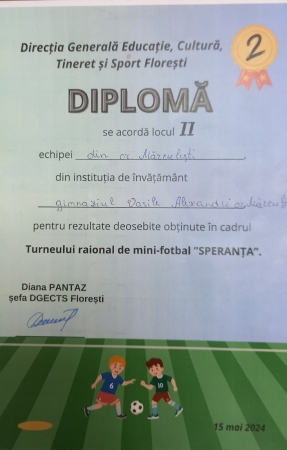 Direcția Generală Educație, Cultură,
Tineret și Sport Florești
2
DIPLOMĂ
se acordă locul II
echipei din or. Mărculești
din instituția de învățământ
gimnaziul Vasile Alecsandri
pentru rezultate deosebite obținute în cadrul
Turneului raional de mini-fotbal "SPERANȚA".
Diana PANTAZ
șefa DGECTS Florești
6
10
15 mai 2024